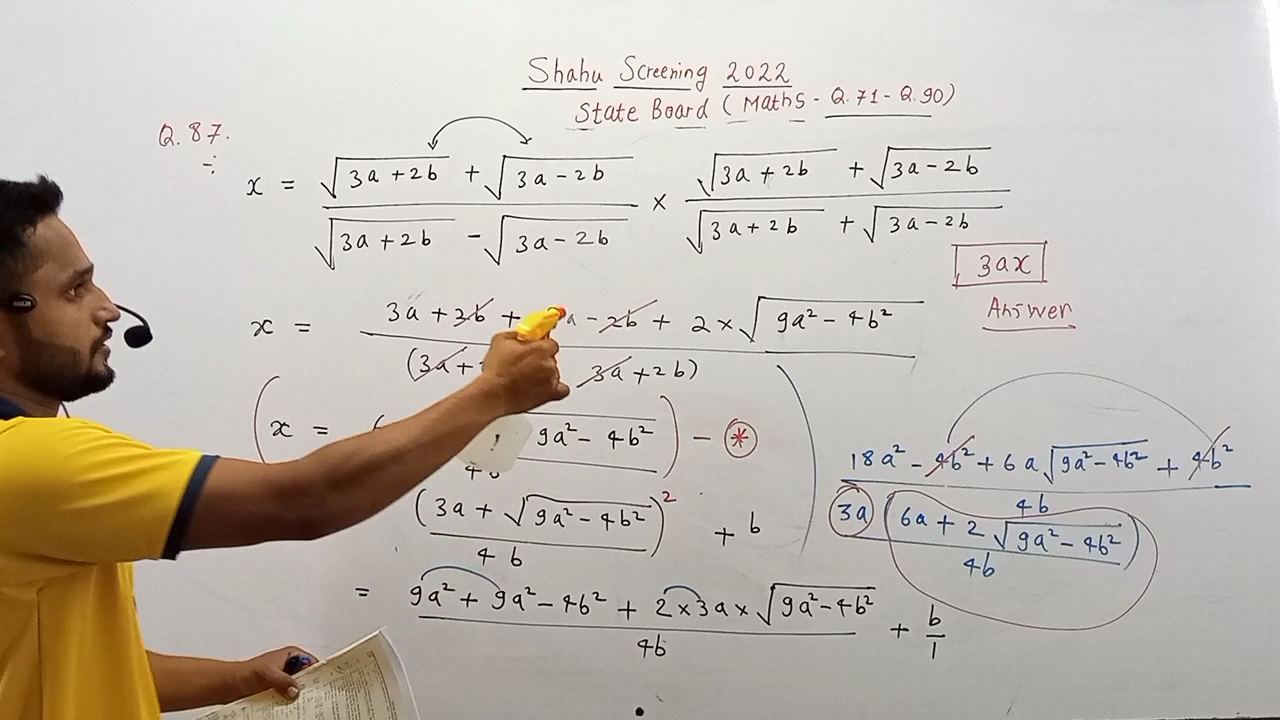 Shahu Screening 2022
State Board (Maths - Q.71 - Q.90)
Q.87.
x = √(3a + 2b) + √(3a - 2b) / √(3a + 2b) - √(3a - 2b) × √(3a + 2b) + √(3a - 2b) / √(3a + 2b) + √(3a - 2b)
3ax
Answer
x = 3a + 2b + a - 2b + 2 × √(9a² - 4b²) / (3a + 3a + 2b)
x = ( 9a² - 4b² ) / 4b - *
(3a + √(9a² - 4b²) / 4b)² + b
= 9a² + 9a² - 4b² + 2 × 3a × √(9a² - 4b²) / 4b + b/1
18a² - 4b² + 6a √(9a² - 4b²) + 4b² / 4b
3a (6a + 2 √(9a² - 4b²) / 4b)